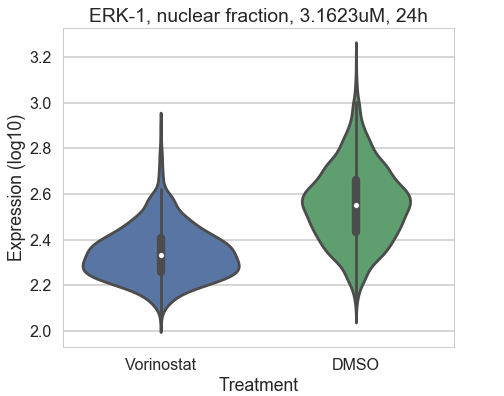 ERK-1, nuclear fraction, 3.1623uM, 24h
Expression (log10)
3.2
3.0
2.8
2.6
2.4
2.2
2.0
Vorinostat
DMSO
Treatment